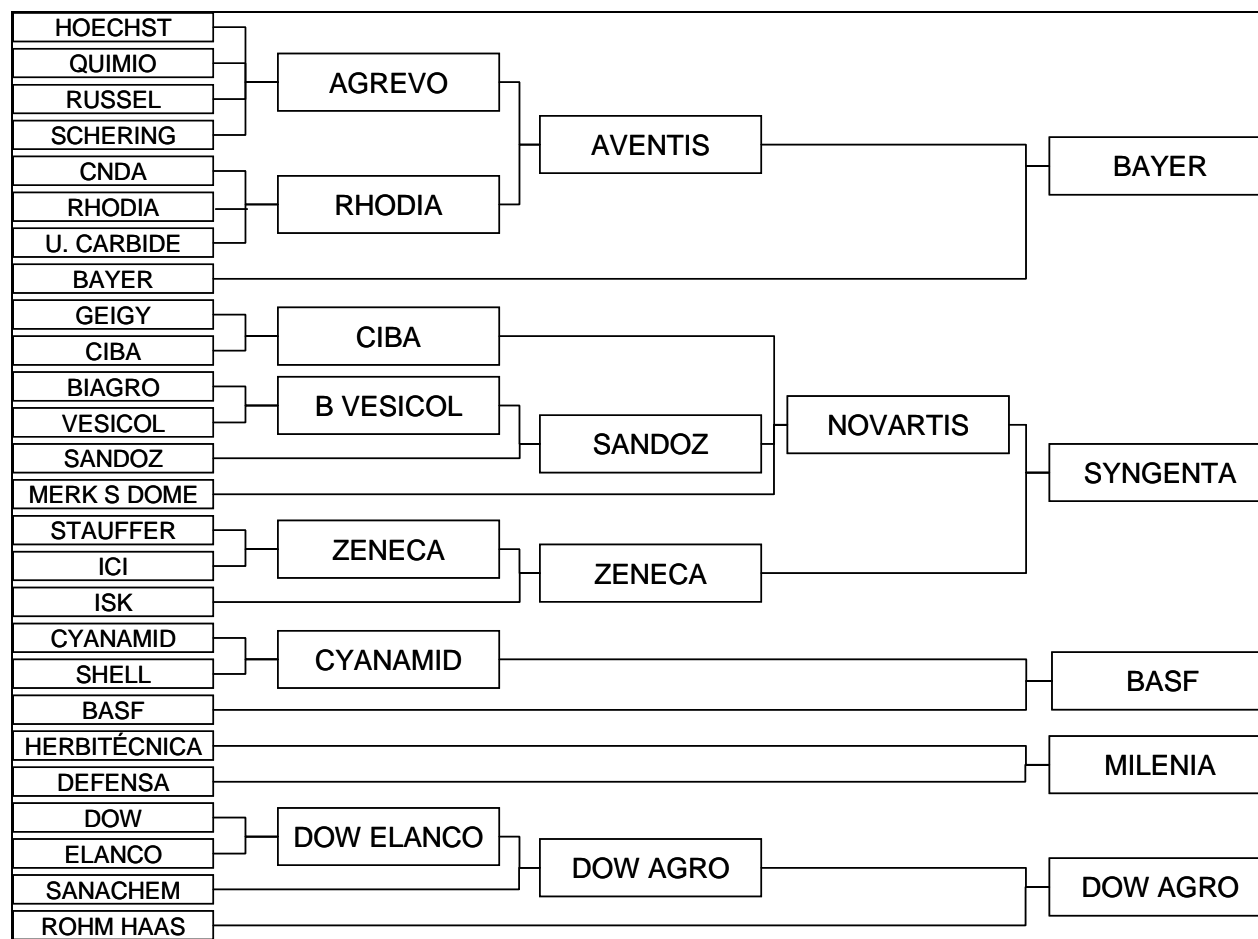 HOECHST
QUIMIO
RUSSEL
SCHERING
CNDA
RHODIA
U. CARBIDE
BAYER
GEIGY
CIBA
BIAGRO
VESICOL
SANDOZ
MERK S DOME
STAUFFER
ICI
ISK
CYANAMID
SHELL
BASF
HERBITÉCNICA
DEFENSA
DOW
ELANCO
SANACHEM
ROHM HAAS
AGREVO
RHODIA
CIBA
B VESICOL
ZENECA
CYANAMID
DOW ELANCO
AVENTIS
SANDOZ
ZENECA
DOW AGRO
NOVARTIS
BAYER
SYNGENTA
BASF
MILENIA
DOW AGRO